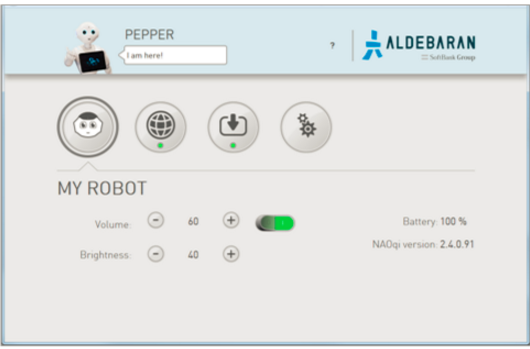 PEPPER
I am here!
?
ALDEBARAN
SoftBank Group
MY ROBOT
Volume: - 60 +
Battery: 100 %
Brightness: - 40 +
NAOqi version: 2.4.0.91